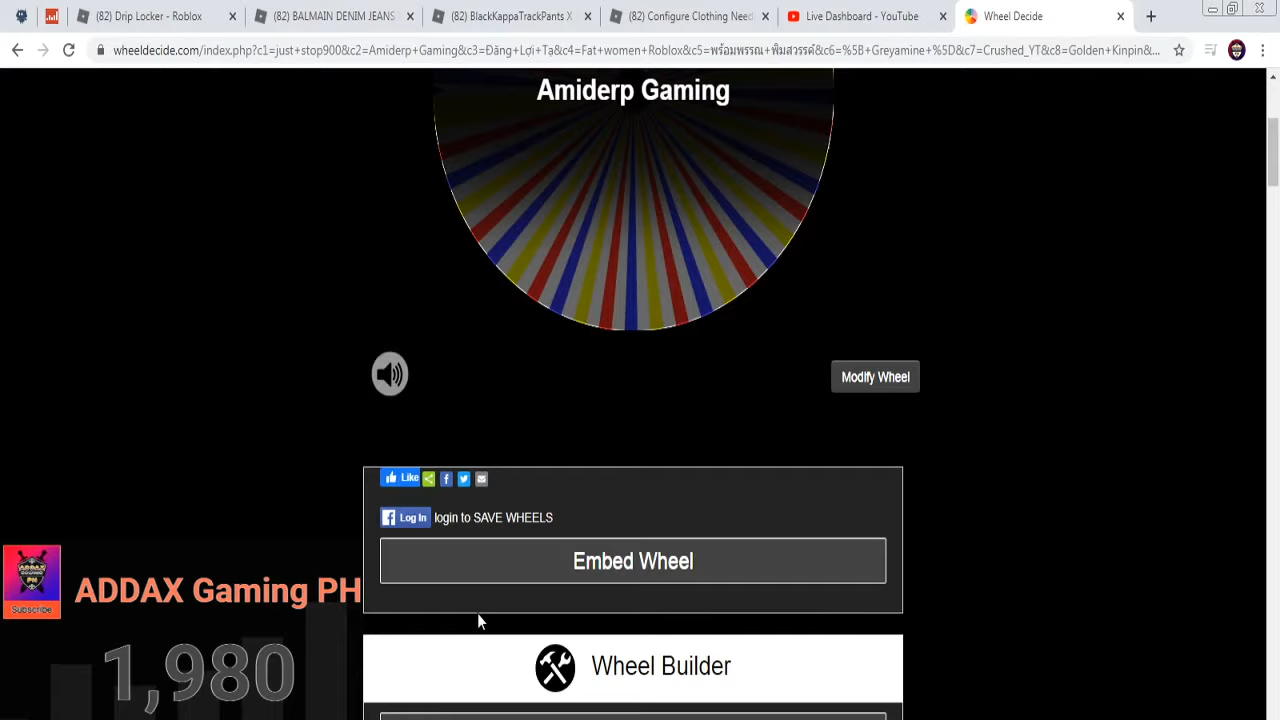 (82) Drip Locker - Roblox
(82) BALMAIN DENIM JEANS
(82) BlackKappaTrackPants X
(82) Configure Clothing Need
Live Dashboard - YouTube
Wheel Decide
wheeldecide.com/index.php?c1=just+stop900&c2=Amiderp+Gaming&c3=Đăng+Lợi+Tạ&c4=Fat+women+Roblox&c5=พร้อมพรรณ+พิมสวรรค์&c6=%5B+Greyamine+%5D&c7=Crushed_YT&c8=Golden+Kinpin&...
Amiderp Gaming
Modify Wheel
Like
Log In login to SAVE WHEELS
Embed Wheel
ADDAX Gaming PH
Subscribe
1,980
Wheel Builder